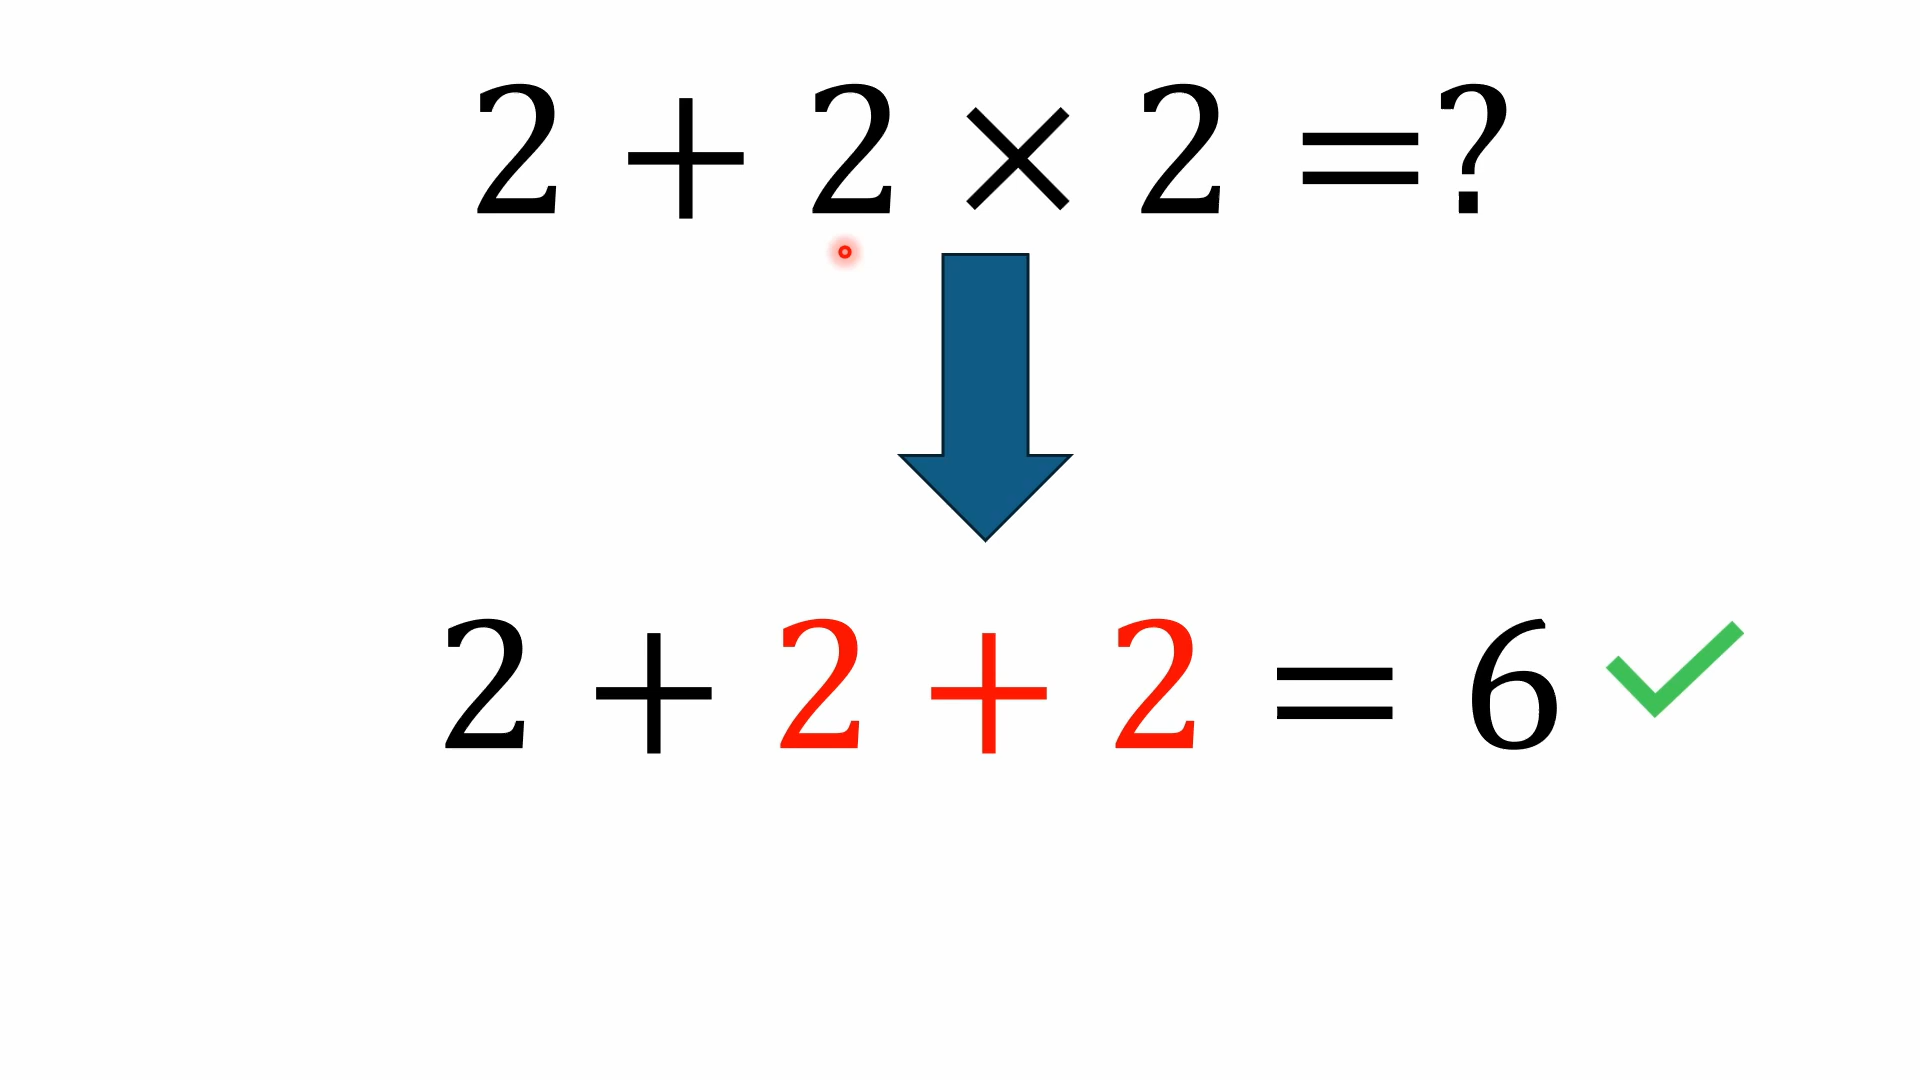 2 + 2 × 2 =?
2 + 2 + 2 = 6